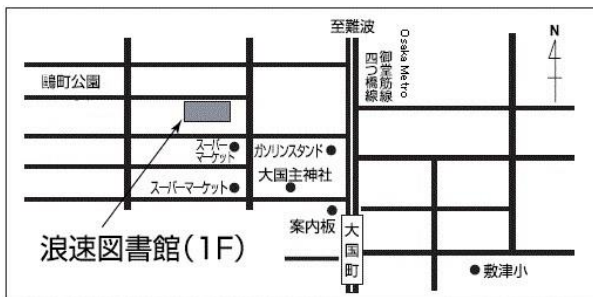 至難波
Osaka Metro
御堂筋線
四つ橋線
N
鴎町公園
スーパー
マーケット
ガソリンスタンド
大国主神社
スーパーマーケット
案内板
浪速図書館(1F)
大国町
敷津小